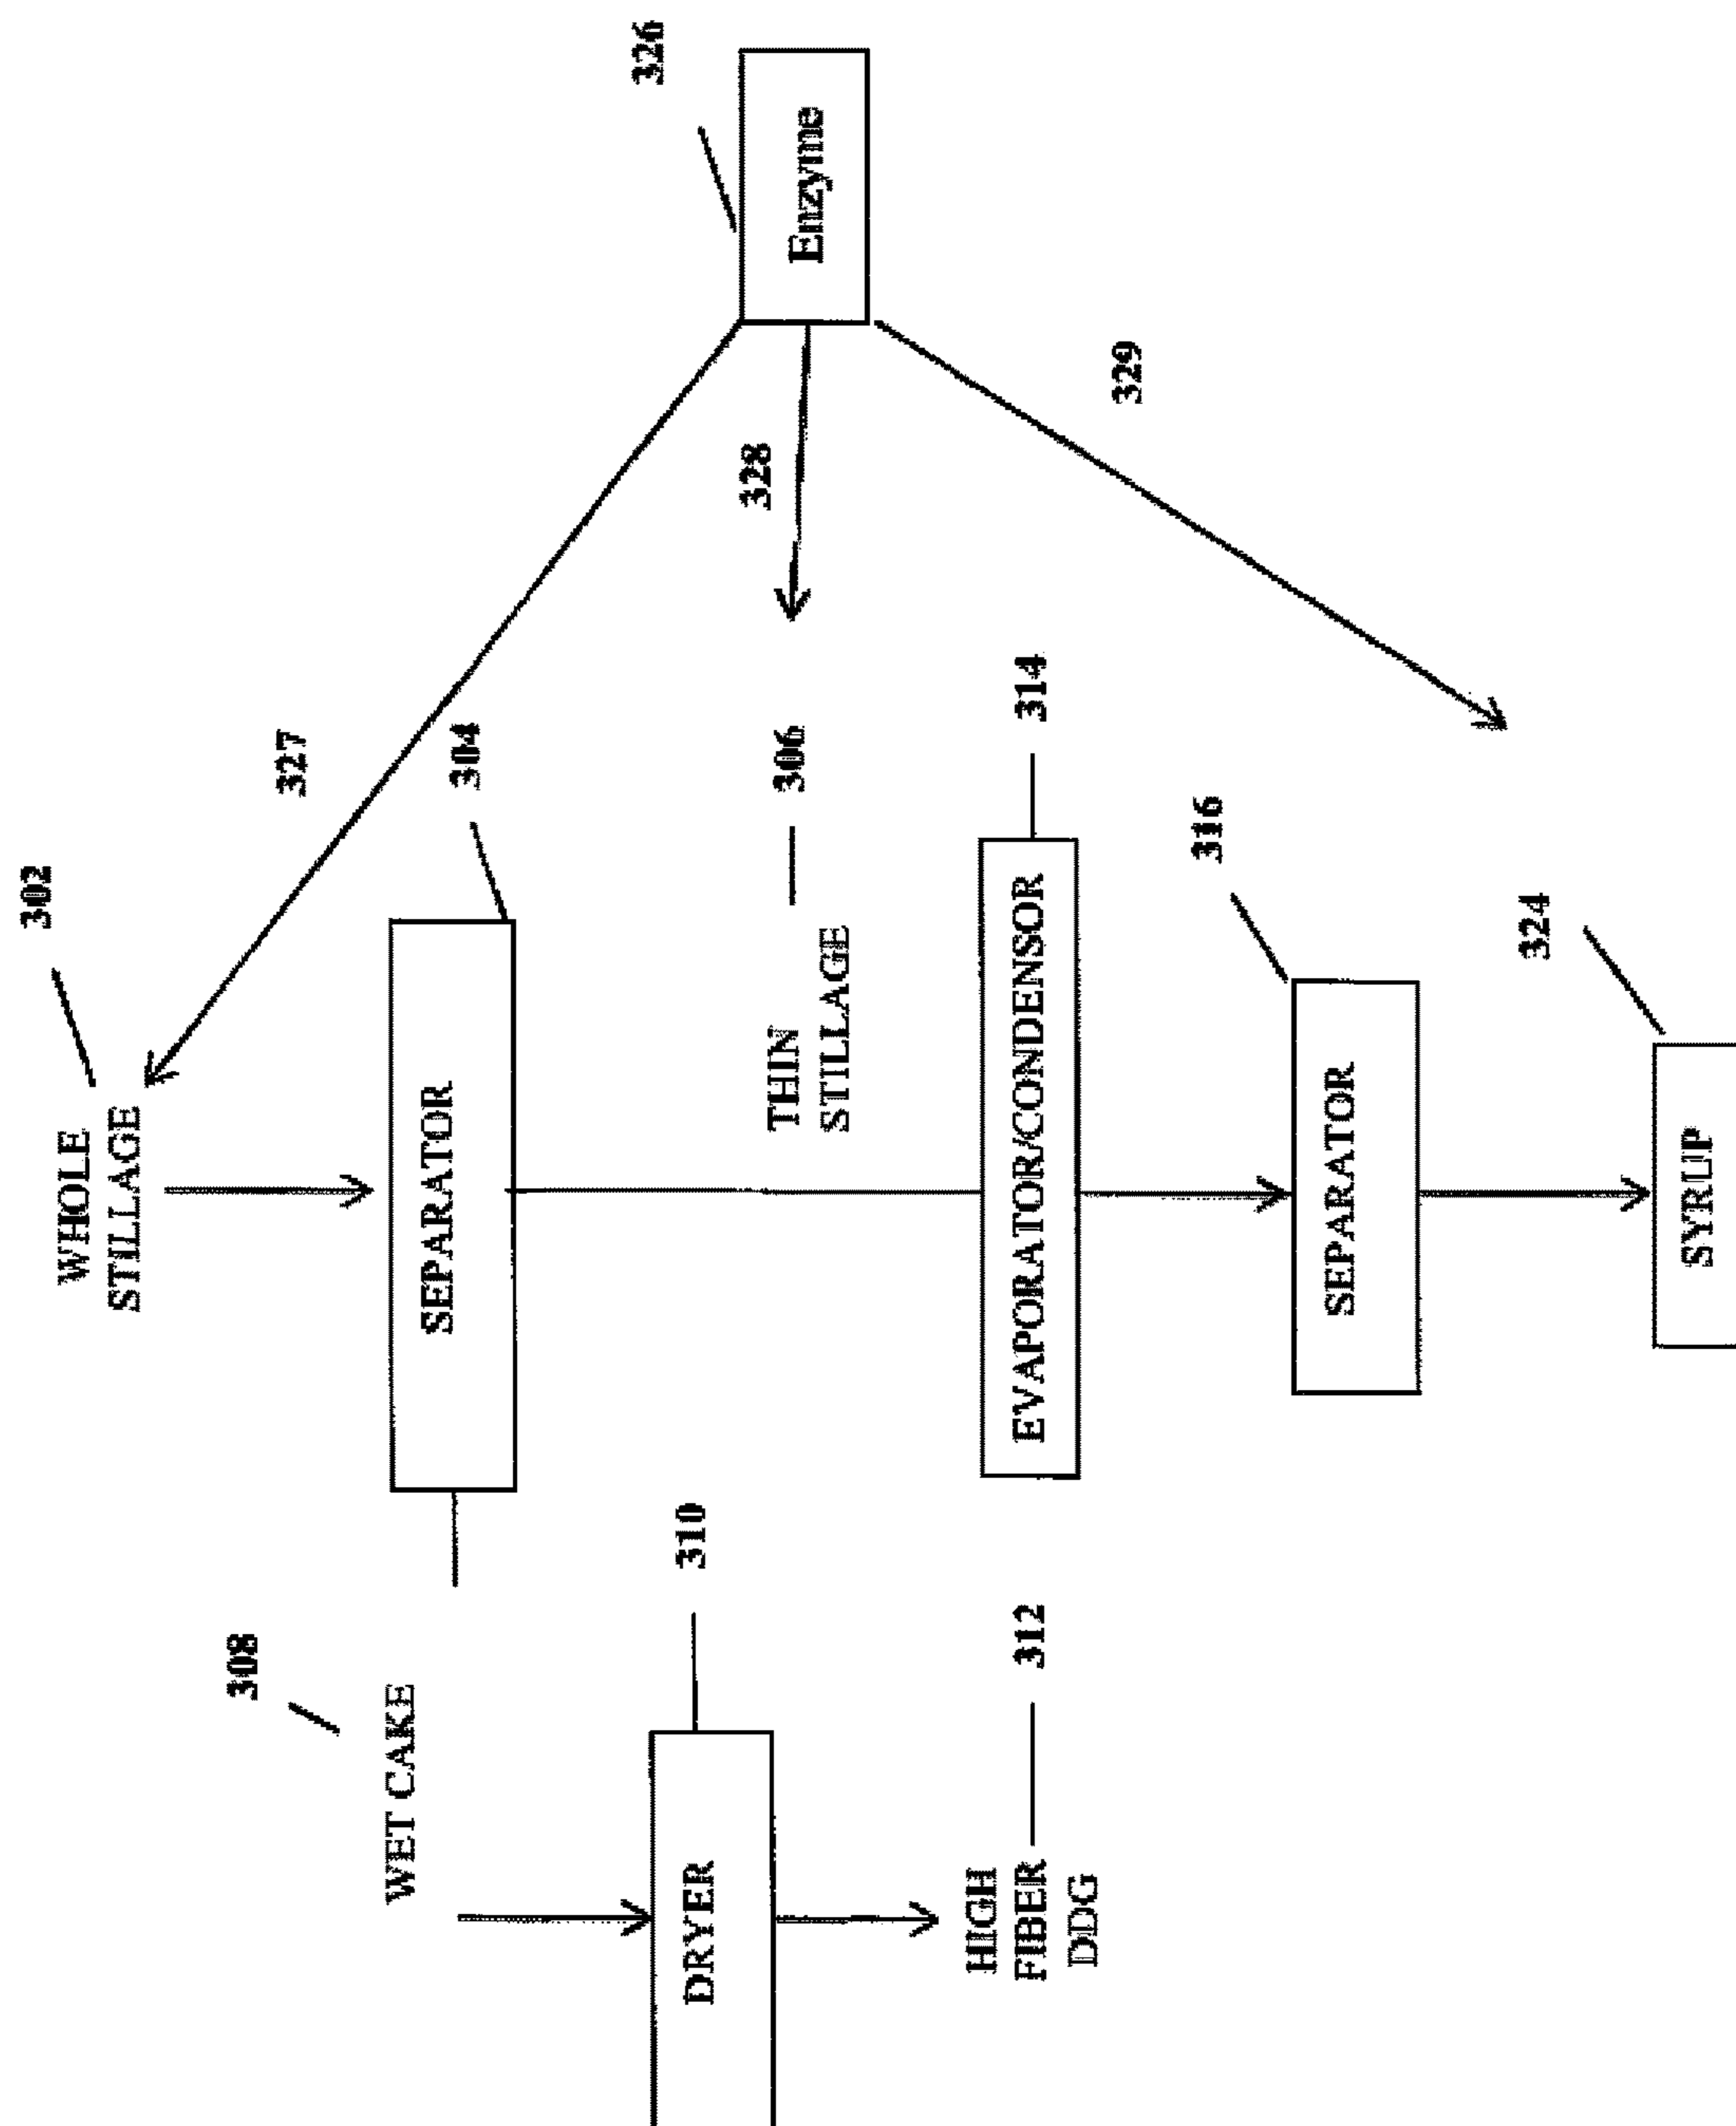 302
WHOLE
STILLAGE
327
304
SEPARATOR
326
Enzyme
328
329
308
WET CAKE
310
DRYER
306
THIN
STILLAGE
314
EVAPORATOR/CONDENSOR
312
HIGH
FIBER
DDG
316
SEPARATOR
324
SYRUP